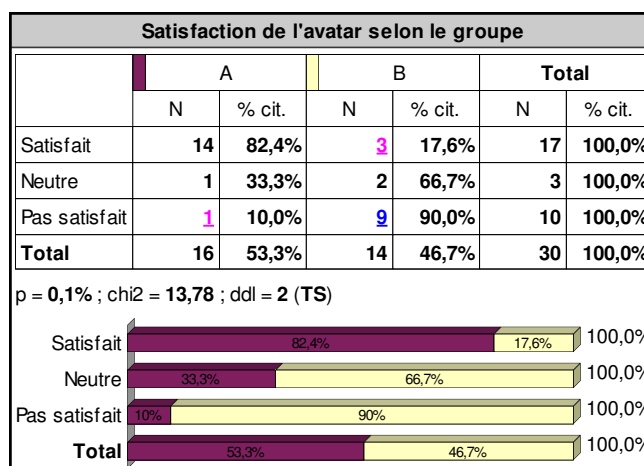 Satisfaction de l'avatar selon le groupe
A B Total
N % cit. N % cit. N % cit.
Satisfait 14 82,4% 3 17,6% 17 100,0%
Neutre 1 33,3% 2 66,7% 3 100,0%
Pas satisfait 1 10,0% 9 90,0% 10 100,0%
Total 16 53,3% 14 46,7% 30 100,0%
p = 0,1% ; chi2 = 13,78 ; ddl = 2 (TS)
Satisfait 82,4% 17,6% 100,0%
Neutre 33,3% 66,7% 100,0%
Pas satisfait 10% 90% 100,0%
Total 53,3% 46,7% 100,0%